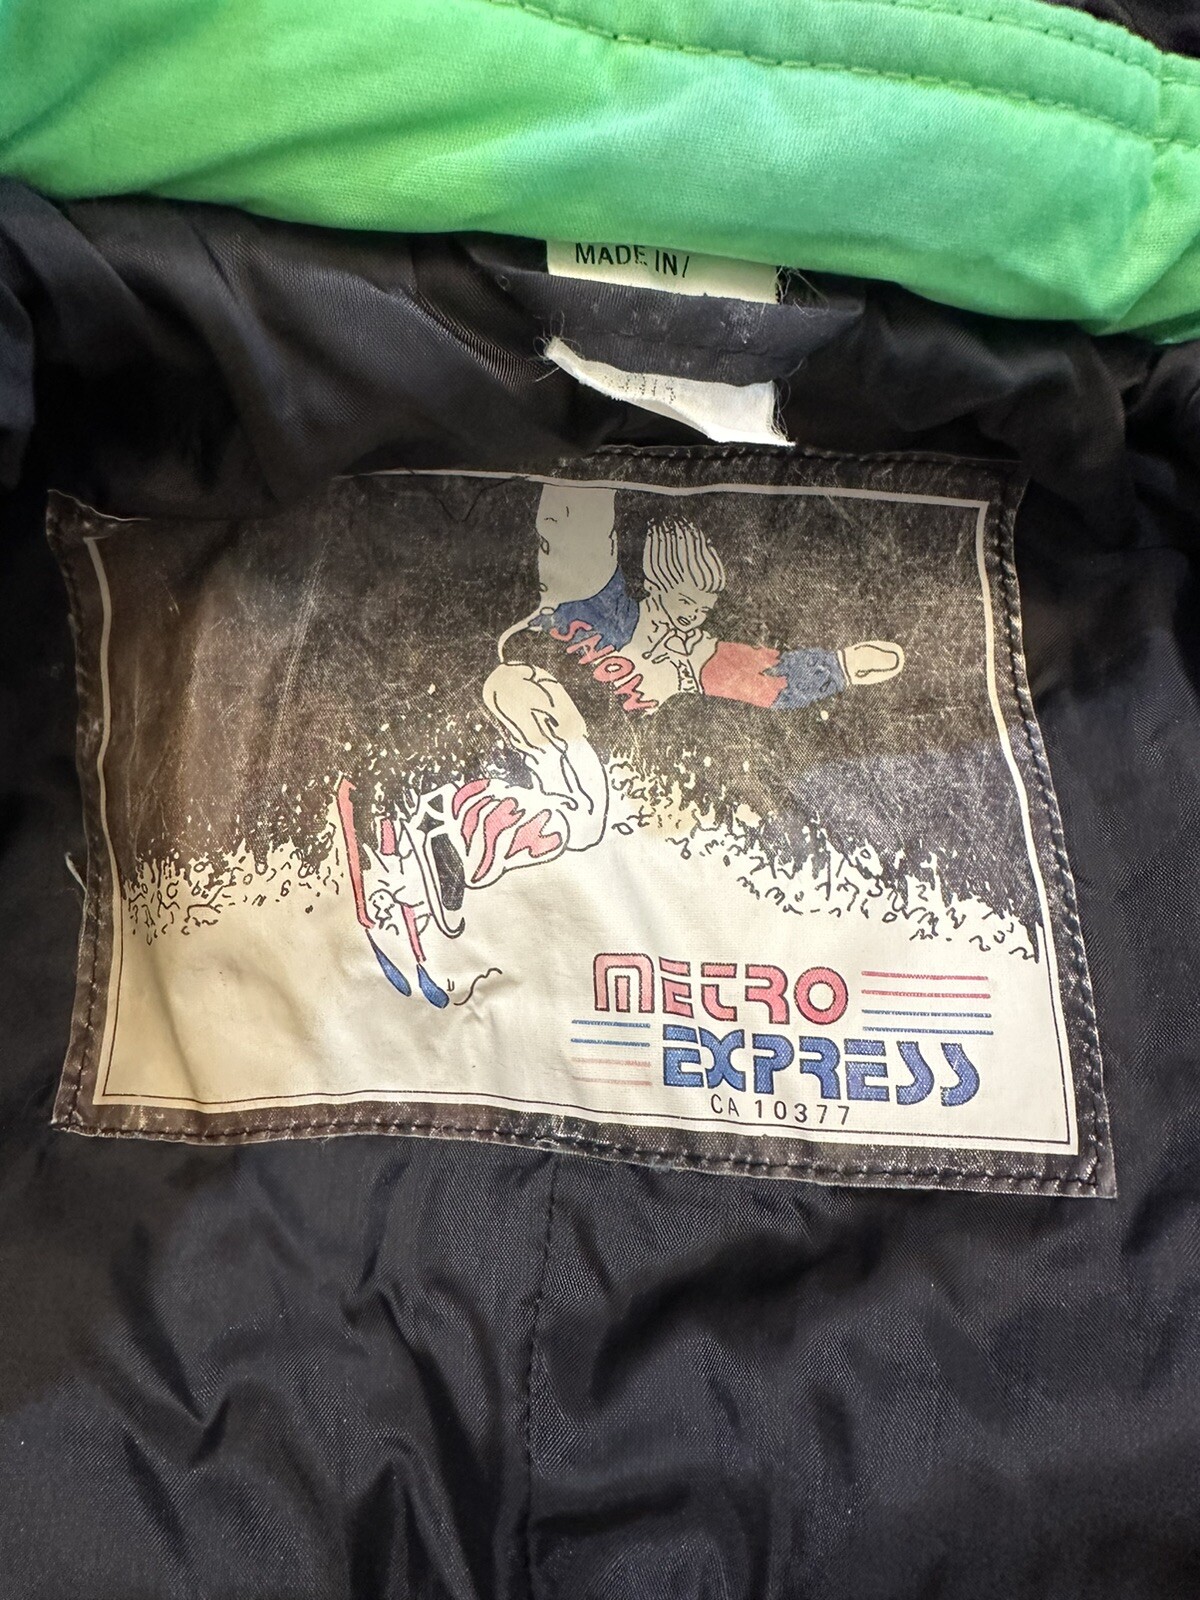 MADE IN/
SNOW
METRO
EXPRESS
CA 10377